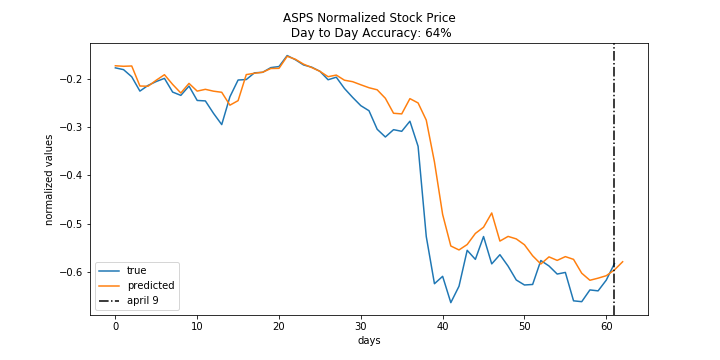 ASPS Normalized Stock Price
Day to Day Accuracy: 64%
normalized values
−0.2
−0.3
−0.4
−0.5
−0.6
true
predicted
april 9
0
10
20
30
40
50
60
days